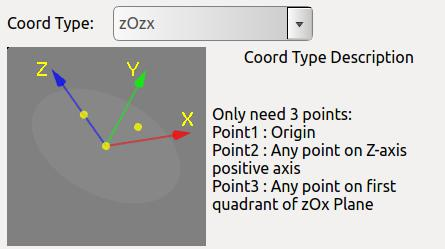 Coord Type: zOzx
Coord Type Description
Z
Y
X
Only need 3 points:
Point1 : Origin
Point2 : Any point on Z-axis
positive axis
Point3 : Any point on first
quadrant of zOx Plane